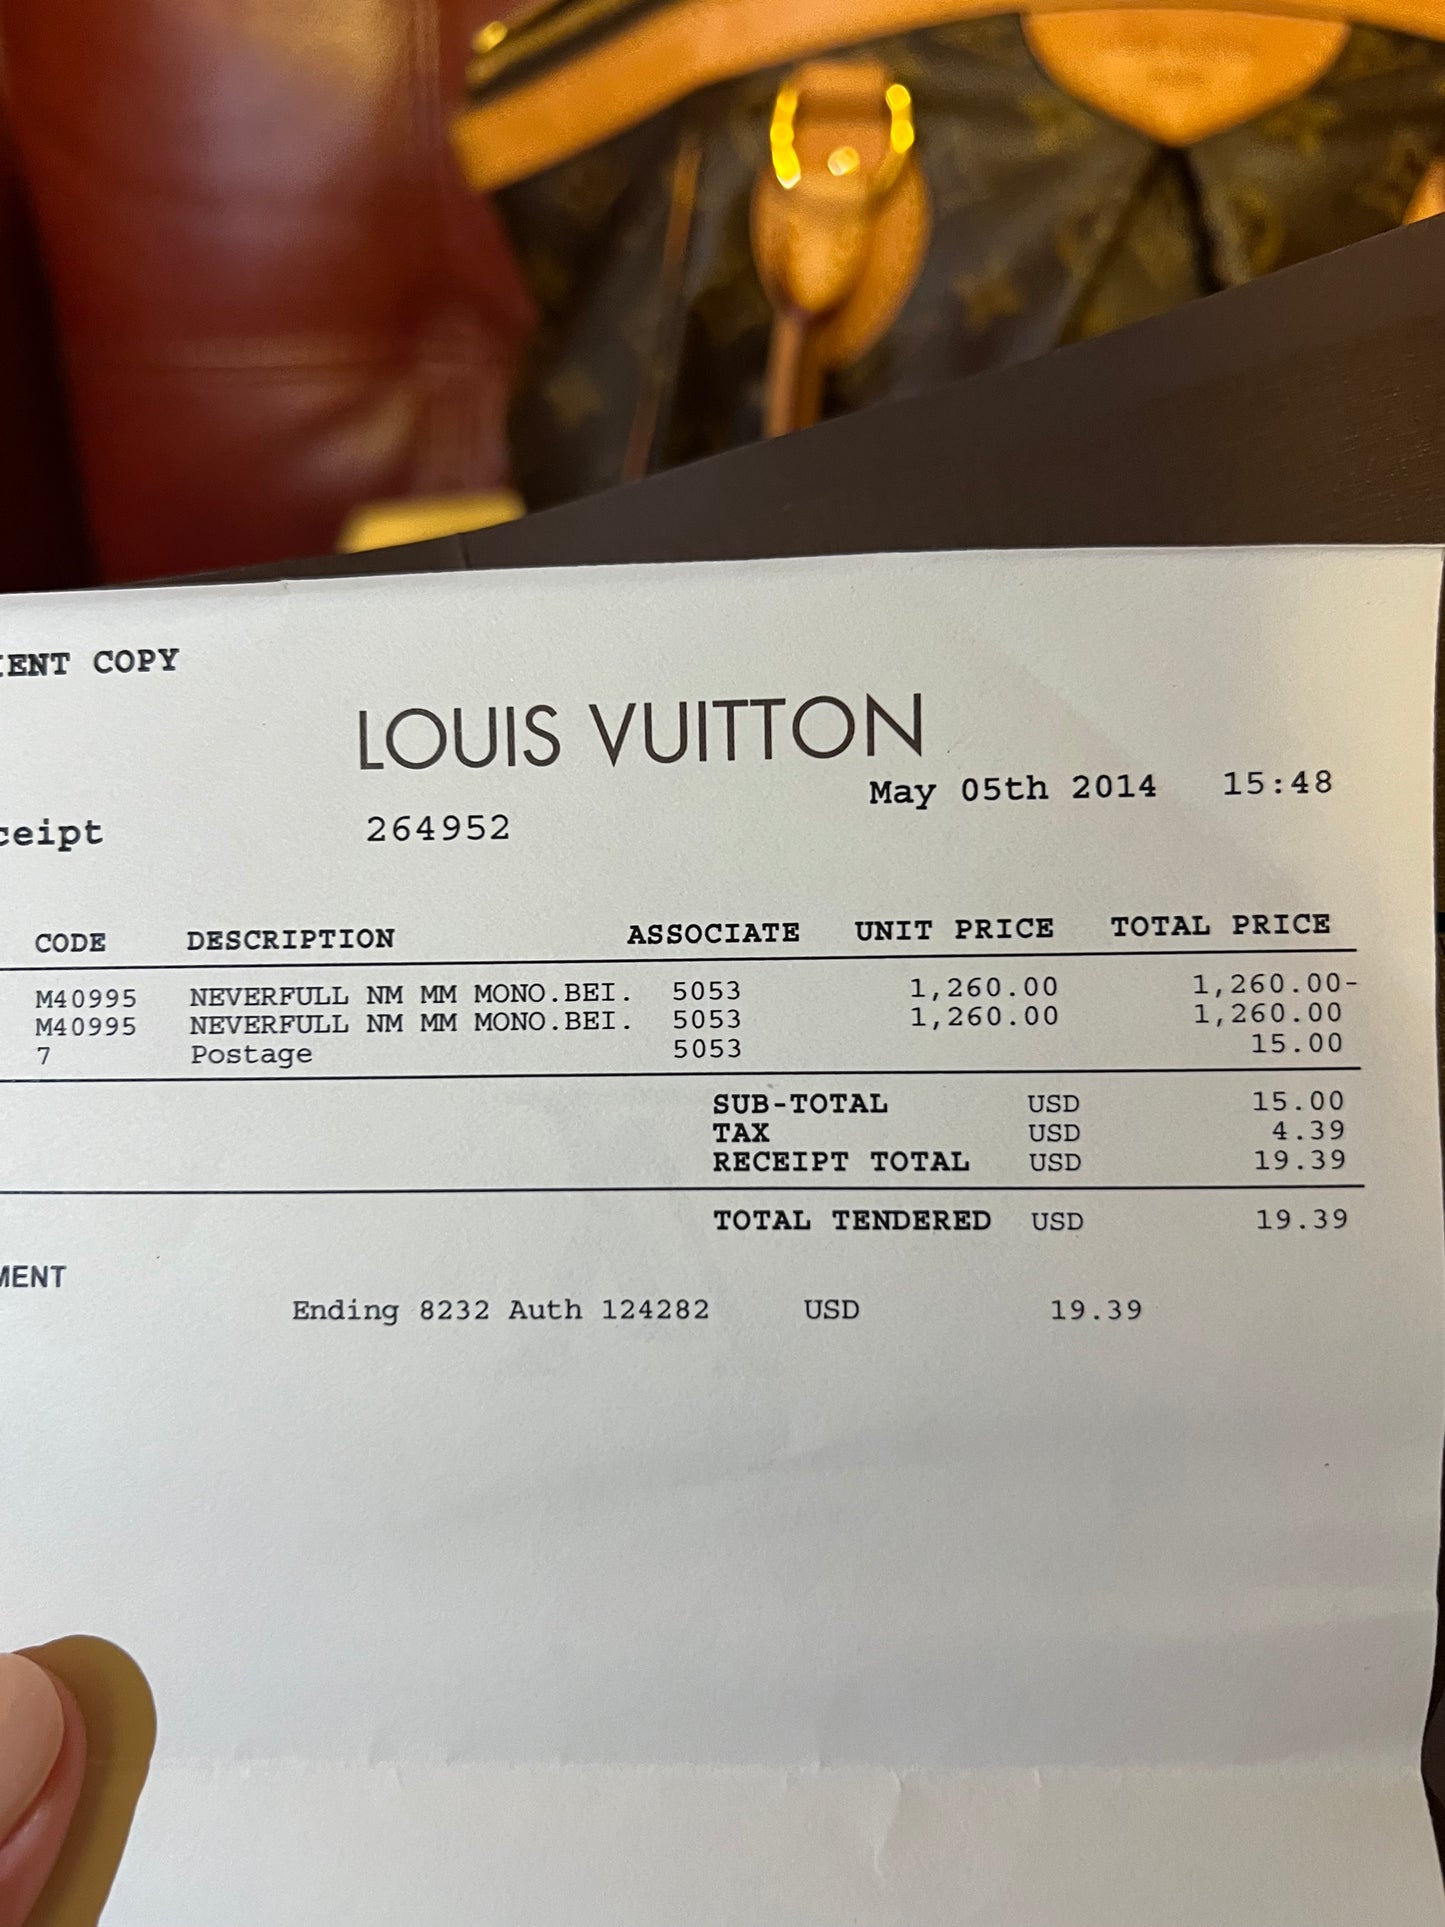 ENT COPY
LOUIS VUITTON
May 05th 2014 15:48
ceipt 264952
CODE DESCRIPTION ASSOCIATE UNIT PRICE TOTAL PRICE
M40995 NEVERFULL NM MM MONO.BEI. 5053 1,260.00 1,260.00-
M40995 NEVERFULL NM MM MONO.BEI. 5053 1,260.00 1,260.00
7 Postage 5053 15.00
SUB-TOTAL USD 15.00
TAX USD 4.39
RECEIPT TOTAL USD 19.39
TOTAL TENDERED USD 19.39
MENT
Ending 8232 Auth 124282 USD 19.39